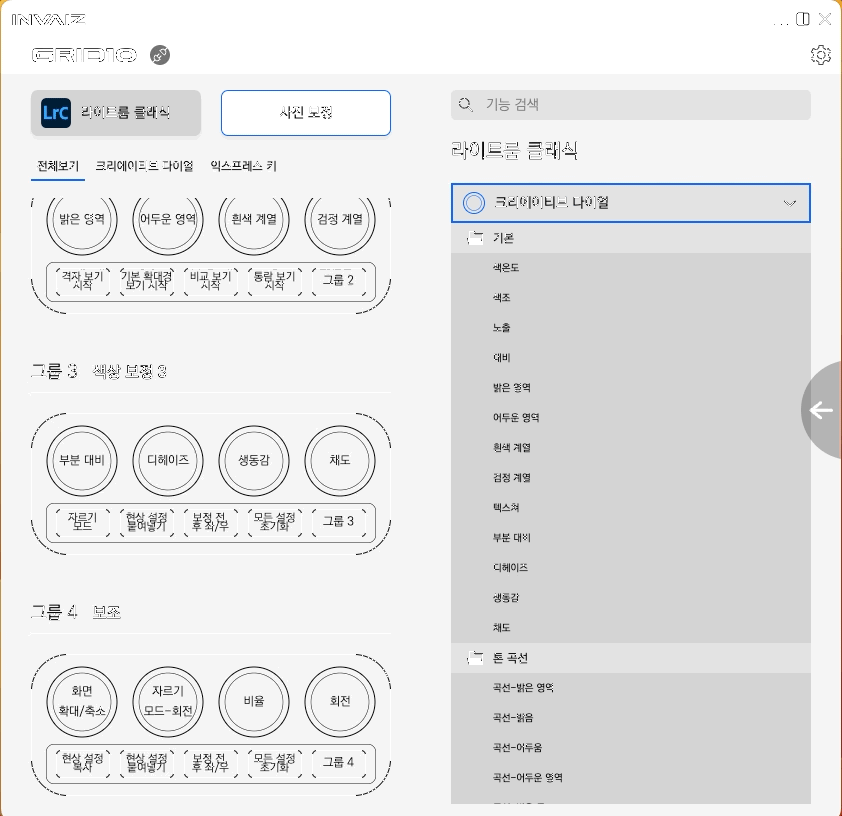 INVAIZ
GRIDIO
LrC 라이트룸 클래식
사진 보정
전체보기 크리에이티브 다이얼 익스프레스 키
밝은 영역 어두운 영역 흰색 계열 검정 계열
격자 보기 시작
기본 확대경 보기 시작
비교 보기 시작
통람 보기 시작
그룹 2
그룹 3 색상 보정 3
부분 대비 디헤이즈 생동감 채도
자르기 모드
현상 설정 붙여넣기
보정 전 후 좌/우
모든 설정 초기화
그룹 3
그룹 4 보조
화면 확대/축소
자르기 모드-회전
비율
회전
현상 설정 복사
현상 설정 붙여넣기
보정 전 후 좌/우
모든 설정 초기화
그룹 4
기능 검색
라이트룸 클래식
크리에이티브 다이얼
기본
색온도
색조
노출
대비
밝은 영역
어두운 영역
흰색 계열
검정 계열
텍스쳐
부분 대비
디헤이즈
생동감
채도
톤 곡선
곡선-밝은 영역
곡선-밝음
곡선-어두움
곡선-어두운 영역